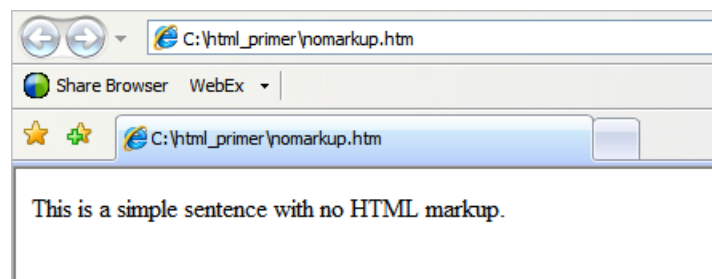 C:\html_primer\nomarkup.htm
Share Browser WebEx
C:\html_primer\nomarkup.htm
This is a simple sentence with no HTML markup.